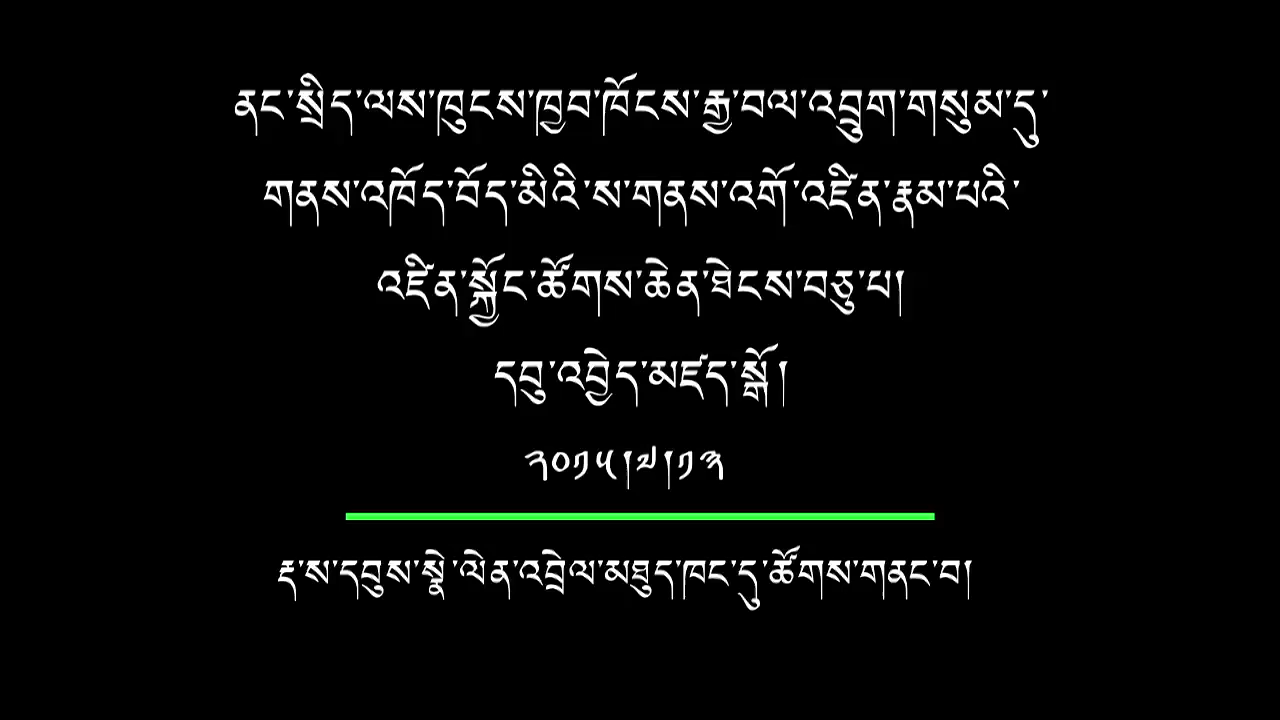 ནང་སྲིད་ལས་ཁུངས་ཁྱབ་ཁོངས་རྒྱ་བལ་འབྲུག་གསུམ་དུ་
གནས་འཁོད་བོད་མིའི་ས་གནས་འགོ་འཛིན་རྣམ་པའི་
འཛིན་སྐྱོང་ཚོགས་ཆེན་ཐེངས་བཅུ་པ།
དབུ་འབྱེད་མཛད་སྒོ།
༢༠༡༥།༧།༡༣
རྡ་ས་དབུས་སྣེ་ལེན་འབྲེལ་མཐུད་ཁང་དུ་ཚོགས་གནང་བ།